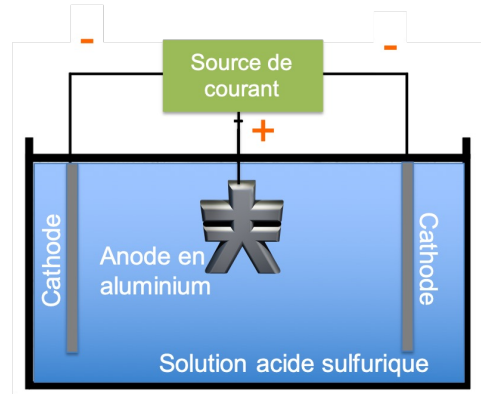 -
-
Source de
courant
+
Cathode
Anode en
aluminium
Cathode
Solution acide sulfurique